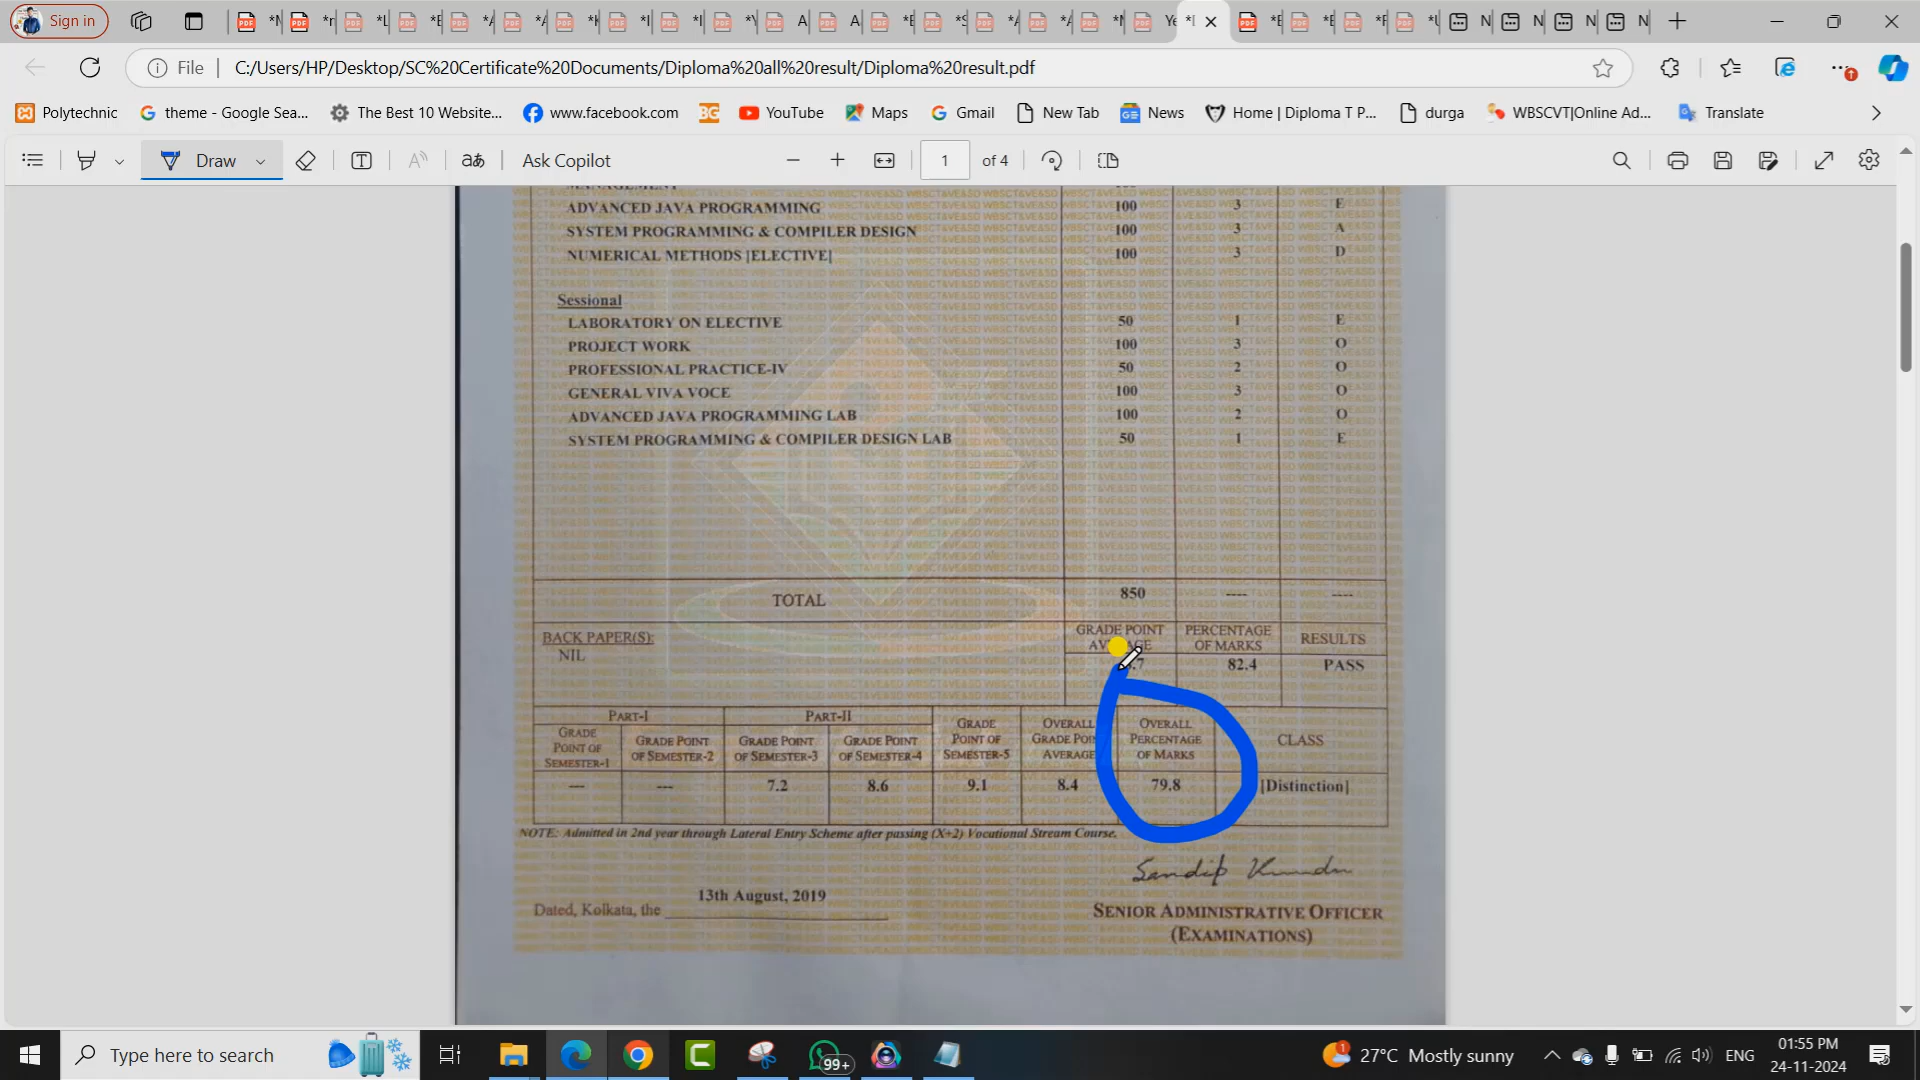 Sign in
*M
*r
*L
*E
*A
*A
*I
*I
A
A
*E
*S
*A
*A
*M
Ye
*E
*E
*F
N
N
N
N
File
C:/Users/HP/Desktop/SC%20Certificate%20Documents/Diploma%20all%20result/Diploma%20result.pdf
Polytechnic
theme - Google Sea...
The Best 10 Website...
www.facebook.com
BG
YouTube
Maps
Gmail
New Tab
News
Home | Diploma T P...
durga
WBSCVT|Online Ad...
Translate
Draw
Ask Copilot
1 of 4
MANAGEMENT
ADVANCED JAVA PROGRAMMING 100 3 E
SYSTEM PROGRAMMING & COMPILER DESIGN 100 3 A
NUMERICAL METHODS [ELECTIVE] 100 3 D
Sessional
LABORATORY ON ELECTIVE 50 1 E
PROJECT WORK 100 3 O
PROFESSIONAL PRACTICE-IV 50 2 O
GENERAL VIVA VOCE 100 3 O
ADVANCED JAVA PROGRAMMING LAB 100 2 O
SYSTEM PROGRAMMING & COMPILER DESIGN LAB 50 1 E
TOTAL 850 ---- ----
BACK PAPER(S):
NIL
GRADE POINT
PERCENTAGE
OF MARKS
RESULTS
82.4 PASS
PART-I PART-II
GRADE
POINT OF
SEMESTER-1
GRADE POINT
OF SEMESTER-2
GRADE POINT
OF SEMESTER-3
GRADE POINT
OF SEMESTER-4
GRADE
POINT OF
SEMESTER-5
OVERALL
GRADE POIN
AVERAGE
OVERALL
PERCENTAGE
OF MARKS
CLASS
--- --- 7.2 8.6 9.1 8.4 79.8 [Distinction]
NOTE: Admitted in 2nd year through Lateral Entry Scheme after passing (X+2) Vocational Stream Course.
Sandip Kundu
13th August, 2019
Dated, Kolkata, the
SENIOR ADMINISTRATIVE OFFICER
(EXAMINATIONS)
Type here to search
99+
27°C Mostly sunny
ENG
01:55 PM
24-11-2024